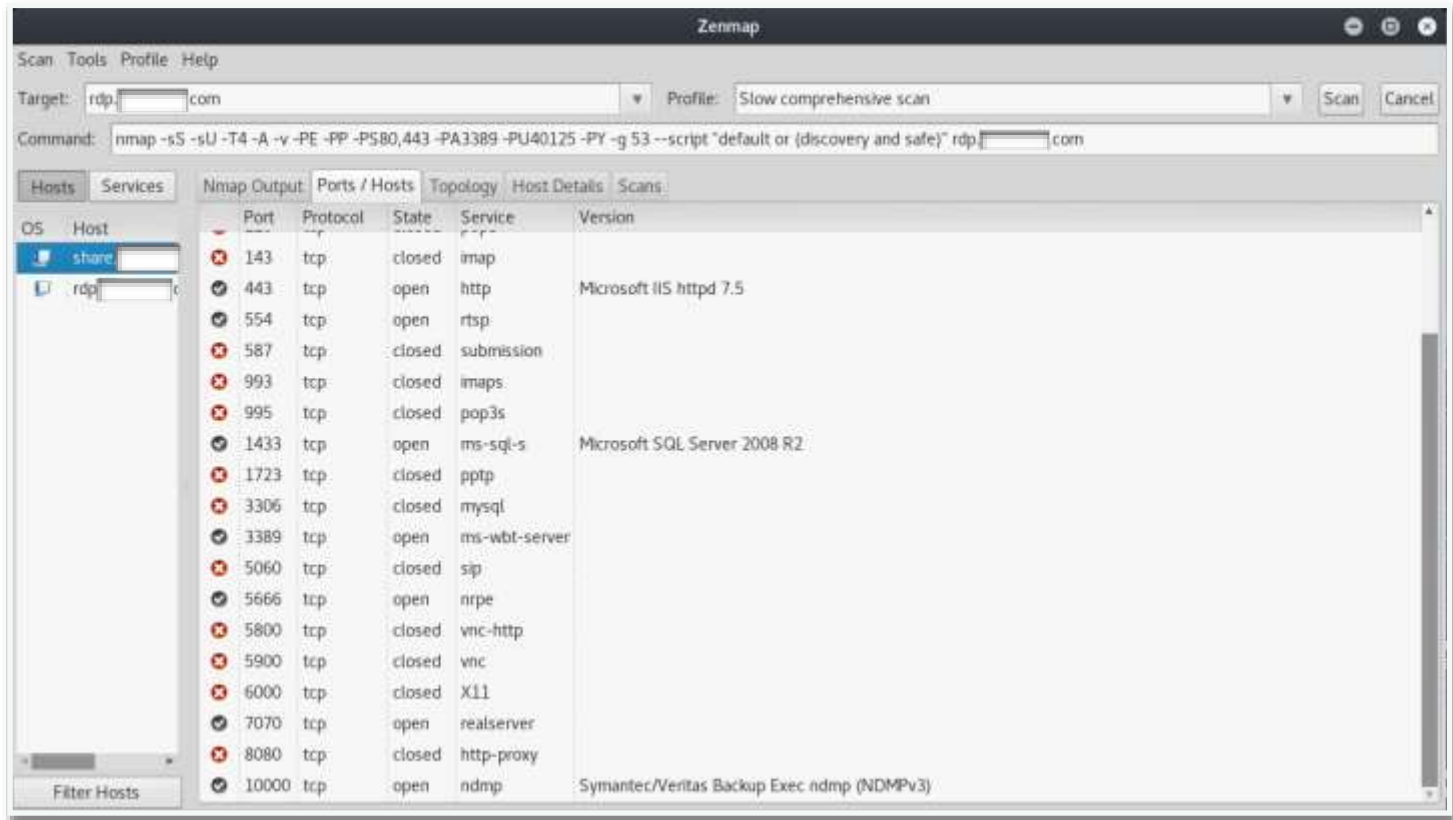 Zenmap
Scan Tools Profile Help
Target: rdp. com Profile: Slow comprehensive scan Scan Cancel
Command: nmap -sS -sU -T4 -A -v -PE -PP -PS80,443 -PA3389 -PU40125 -PY -g 53 --script "default or (discovery and safe)" rdp. com
Hosts Services Nmap Output Ports / Hosts Topology Host Details Scans
OS Host Port Protocol State Service Version
share.
rdp
143 tcp closed imap
443 tcp open http Microsoft IIS httpd 7.5
554 tcp open rtsp
587 tcp closed submission
993 tcp closed imaps
995 tcp closed pop3s
1433 tcp open ms-sql-s Microsoft SQL Server 2008 R2
1723 tcp closed pptp
3306 tcp closed mysql
3389 tcp open ms-wbt-server
5060 tcp closed sip
5666 tcp open nrpe
5800 tcp closed vnc-http
5900 tcp closed vnc
6000 tcp closed X11
7070 tcp open realserver
8080 tcp closed http-proxy
10000 tcp open ndmp Symantec/Veritas Backup Exec ndmp (NDMPv3)
Filter Hosts